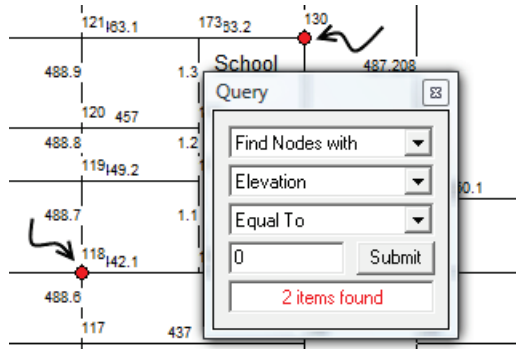 121 163.1 173 53.2 130
School
488.9 1.3 487.208
Query
120 457
488.8 1.2
Find Nodes with
119 149.2
Elevation
50.1
488.7 1.1
Equal To
118 142.1
0 Submit
488.6
2 items found
117 437